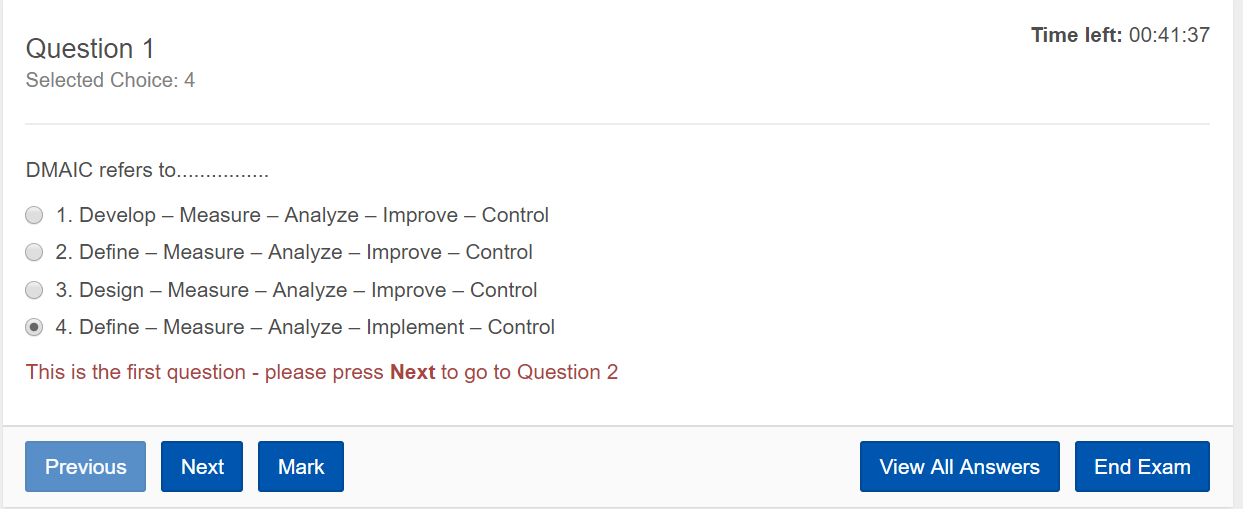 Time left: 00:41:37
Question 1
Selected Choice: 4
DMAIC refers to................
1. Develop – Measure – Analyze – Improve – Control
2. Define – Measure – Analyze – Improve – Control
3. Design – Measure – Analyze – Improve – Control
4. Define – Measure – Analyze – Implement – Control
This is the first question - please press Next to go to Question 2
Previous Next Mark View All Answers End Exam